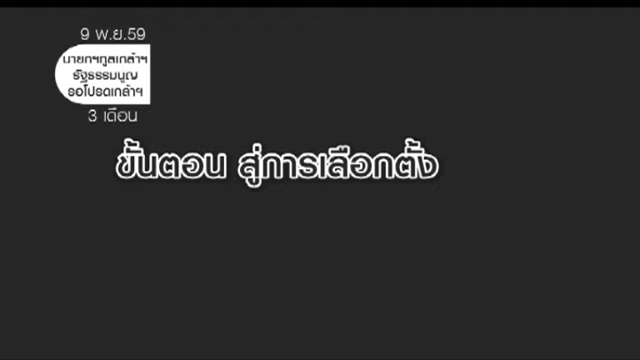 9 พ.ย.59
นายกฯทูลเกล้าฯ
รัฐธรรมนูญ
รอโปรดเกล้าฯ
3 เดือน
ขั้นตอน สู่การเลือกตั้ง